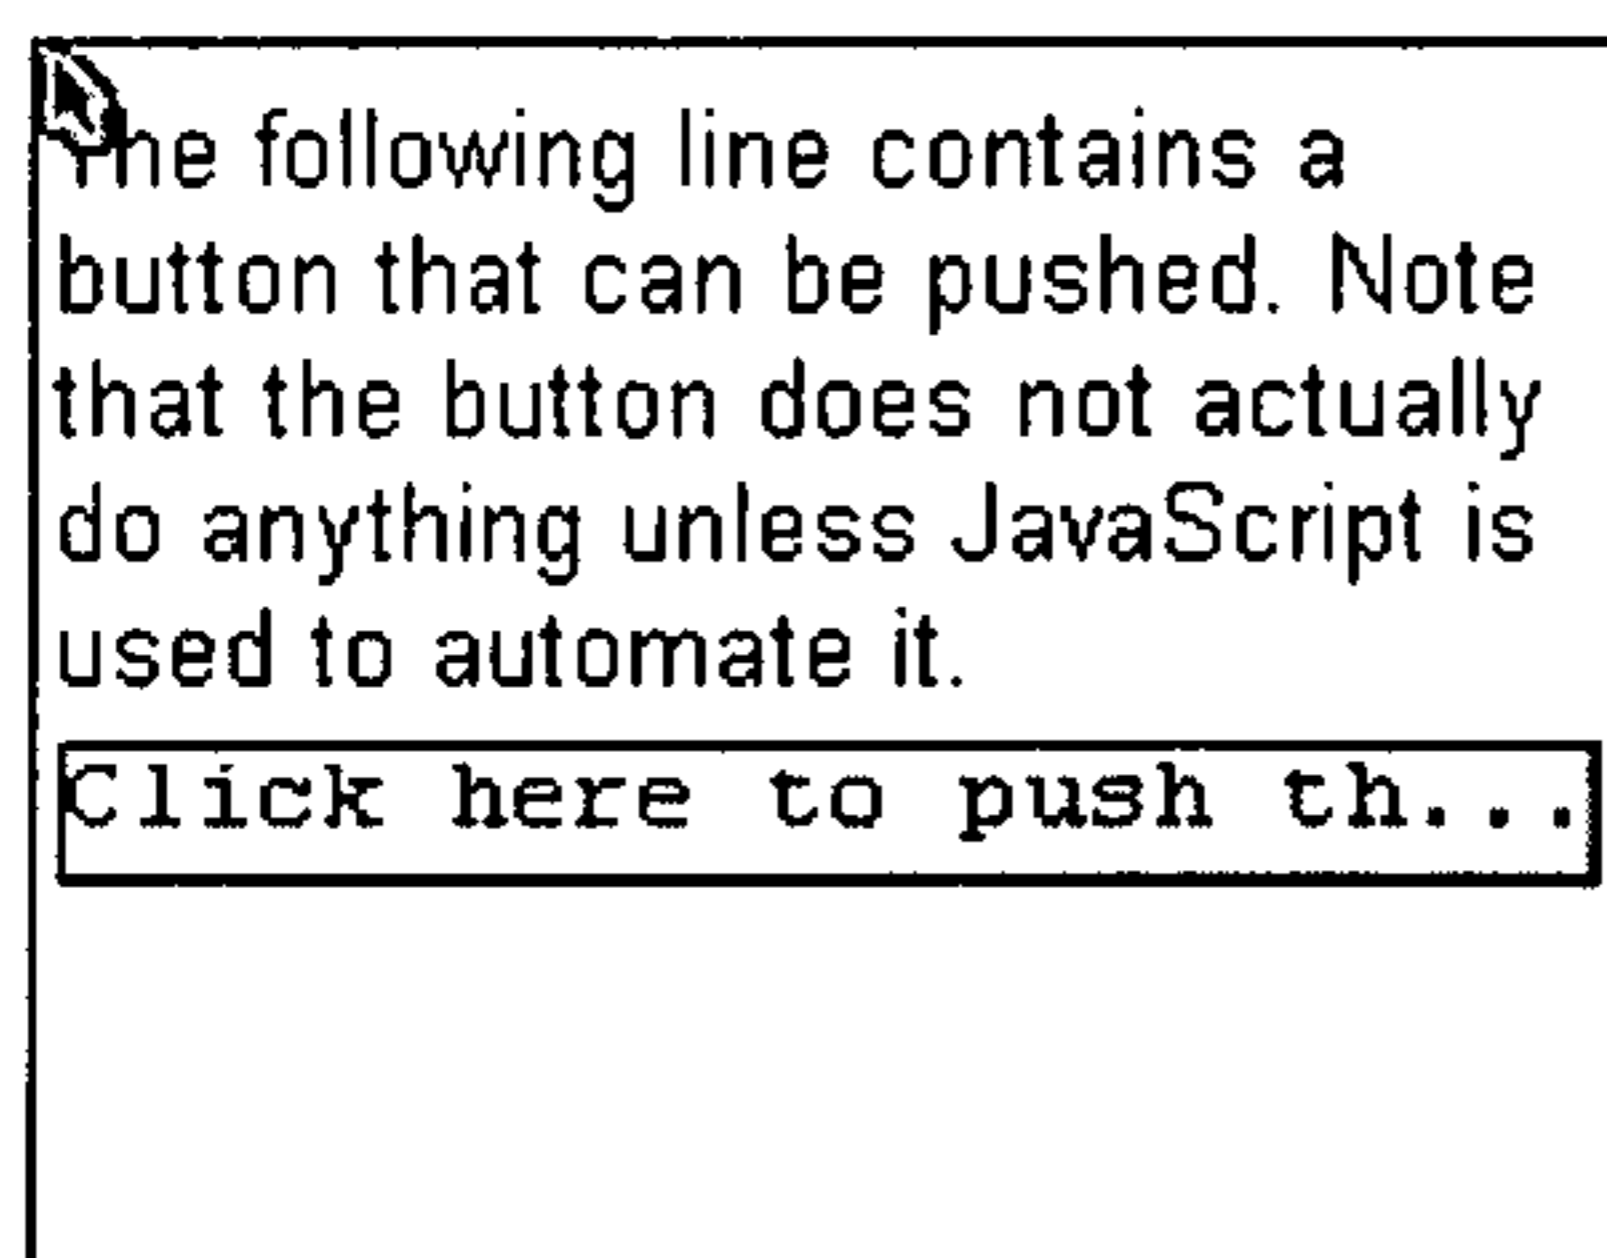 The following line contains a
button that can be pushed. Note
that the button does not actually
do anything unless JavaScript is
used to automate it.
Click here to push th...